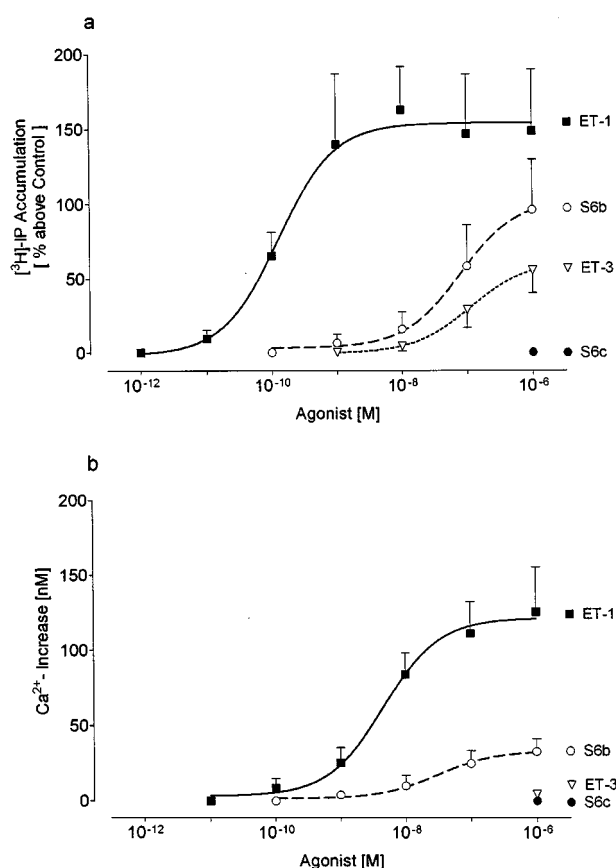 a
200
150
100
50
0
[³H]-IP Accumulation
[ % above Control ]
ET-1
S6b
ET-3
S6c
10⁻¹² 10⁻¹⁰ 10⁻⁸ 10⁻⁶
Agonist [M]
b
200
150
100
50
0
Ca²⁺- Increase [nM]
ET-1
S6b
ET-3
S6c
10⁻¹² 10⁻¹⁰ 10⁻⁸ 10⁻⁶
Agonist [M]